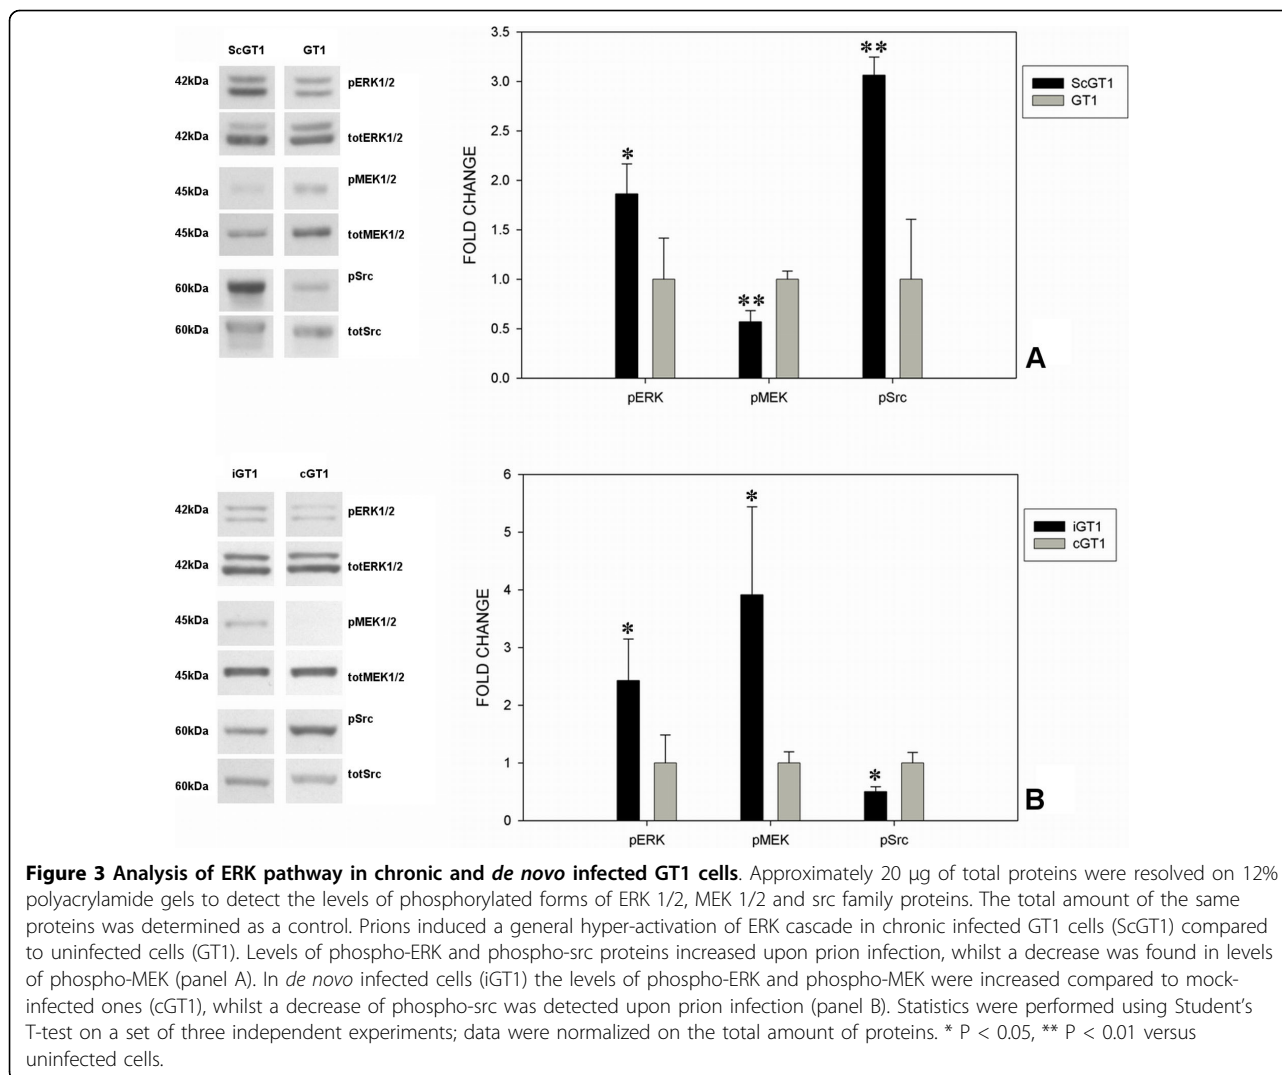 ScGT1 GT1
42kDa pERK1/2
42kDa totERK1/2
45kDa pMEK1/2
45kDa totMEK1/2
60kDa pSrc
60kDa totSrc
FOLD CHANGE
3.5
3.0
2.5
2.0
1.5
1.0
0.5
0.0
*
**
**
pERK pMEK pSrc
ScGT1
GT1
A
iGT1 cGT1
42kDa pERK1/2
42kDa totERK1/2
45kDa pMEK1/2
45kDa totMEK1/2
60kDa pSrc
60kDa totSrc
FOLD CHANGE
6
5
4
3
2
1
0
*
*
*
pERK pMEK pSrc
iGT1
cGT1
B
Figure 3 Analysis of ERK pathway in chronic and de novo infected GT1 cells. Approximately 20 μg of total proteins were resolved on 12%
polyacrylamide gels to detect the levels of phosphorylated forms of ERK 1/2, MEK 1/2 and src family proteins. The total amount of the same
proteins was determined as a control. Prions induced a general hyper-activation of ERK cascade in chronic infected GT1 cells (ScGT1) compared
to uninfected cells (GT1). Levels of phospho-ERK and phospho-src proteins increased upon prion infection, whilst a decrease was found in levels
of phospho-MEK (panel A). In de novo infected cells (iGT1) the levels of phospho-ERK and phospho-MEK were increased compared to mock-
infected ones (cGT1), whilst a decrease of phospho-src was detected upon prion infection (panel B). Statistics were performed using Student's
T-test on a set of three independent experiments; data were normalized on the total amount of proteins. * P < 0.05, ** P < 0.01 versus
uninfected cells.